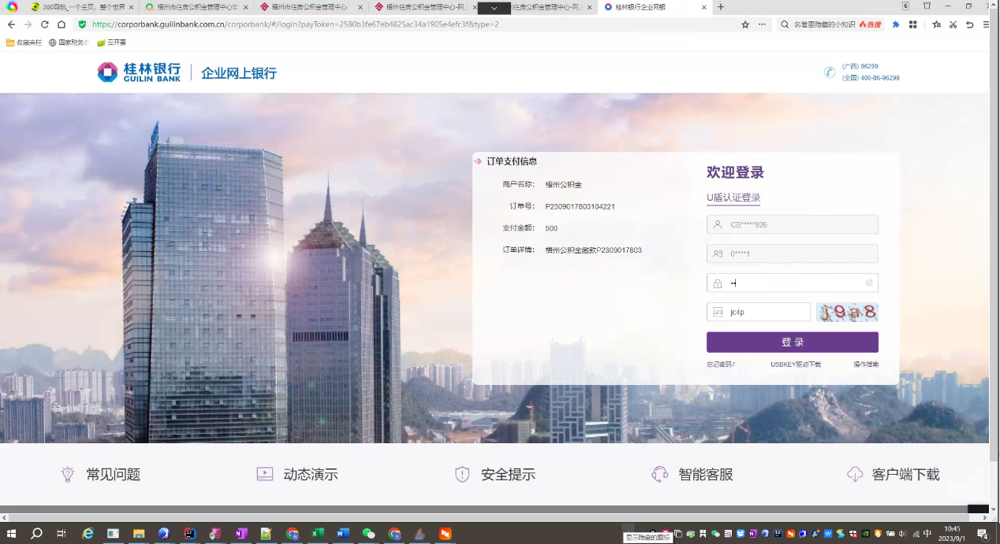 360导航_一个主页，整个世界
梧州市住房公积金管理中心官
梧州市住房公积金管理中心
梧州住房公积金管理中心-网上
住房公积金管理中心-网上
桂林银行企业网银
6
https://corporbank.guilinbank.com.cn/corporbank/#/login?payToken=2580b3fe67eb4825ac34a1905e4efc3f&type=2
名著里隐藏的小知识
热搜
收藏夹栏
国家税务总
云开票
桂林银行
GUILIN BANK
企业网上银行
(广西) 96299
(全国) 400-86-96299
订单支付信息
商户名称： 梧州公积金
订单号： P2309017803104221
支付金额： 500
订单详情： 梧州公积金缴款P2309017803
欢迎登录
U盾认证登录
CB*****926
0****1
jc4p
j9a8
登 录
忘记密码?
USBKEY驱动下载
操作指南
常见问题
动态演示
安全提示
智能客服
客户端下载
显示隐藏的图标
中
10:45
2023/9/1
4